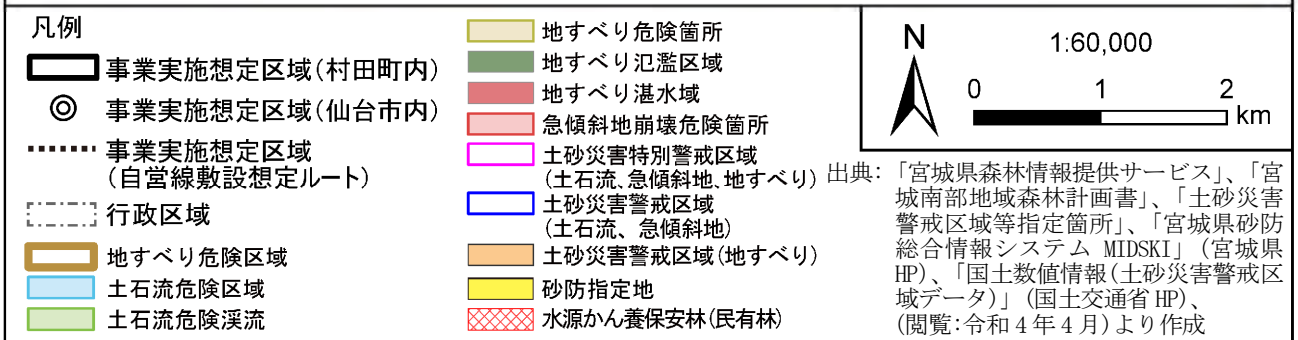 凡例
事業実施想定区域(村田町内)
事業実施想定区域(仙台市内)
事業実施想定区域
(自営線敷設想定ルート)
行政区域
地すべり危険区域
土石流危険区域
土石流危険渓流
地すべり危険箇所
地すべり氾濫区域
地すべり湛水域
急傾斜地崩壊危険箇所
土砂災害特別警戒区域
(土石流、急傾斜地、地すべり)
土砂災害警戒区域
(土石流、急傾斜地)
土砂災害警戒区域(地すべり)
砂防指定地
水源かん養保安林(民有林)
N
1:60,000
0 1 2
km
出典:「宮城県森林情報提供サービス」、「宮
城南部地域森林計画書」、「土砂災害
警戒区域等指定箇所」、「宮城県砂防
総合情報システム MIDSKI」(宮城県
HP)、「国土数値情報(土砂災害警戒区
域データ)」(国土交通省 HP)、
(閲覧:令和4年4月)より作成